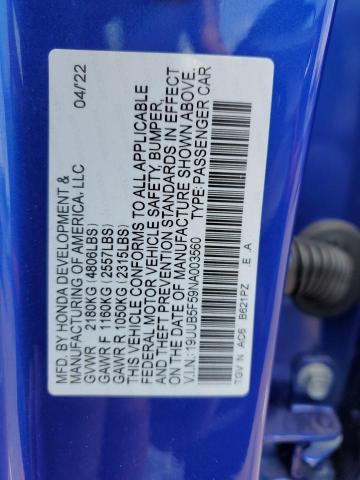 MFD. BY HONDA DEVELOPMENT & 04/22
MANUFACTURING OF AMERICA, LLC
GVWR 2180KG (4806LBS)
GAWR F 1160KG (2557LBS)
GAWR R 1050KG (2315LBS)
THIS VEHICLE CONFORMS TO ALL APPLICABLE
FEDERAL MOTOR VEHICLE SAFETY, BUMPER,
AND THEFT PREVENTION STANDARDS IN EFFECT
ON THE DATE OF MANUFACTURE SHOWN ABOVE.
V.I.N.: 19UUB5F59NA003560 TYPE: PASSENGER CAR
TGV N AC6 B621PZ .E .A